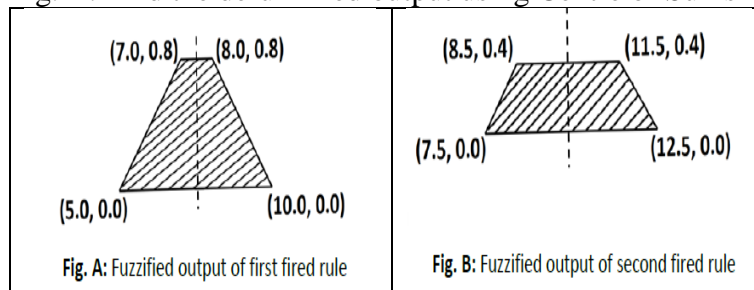 (7.0, 0.8) (8.0, 0.8)
(5.0, 0.0) (10.0, 0.0)
Fig. A: Fuzzified output of first fired rule
(8.5, 0.4) (11.5, 0.4)
(7.5, 0.0) (12.5, 0.0)
Fig. B: Fuzzified output of second fired rule